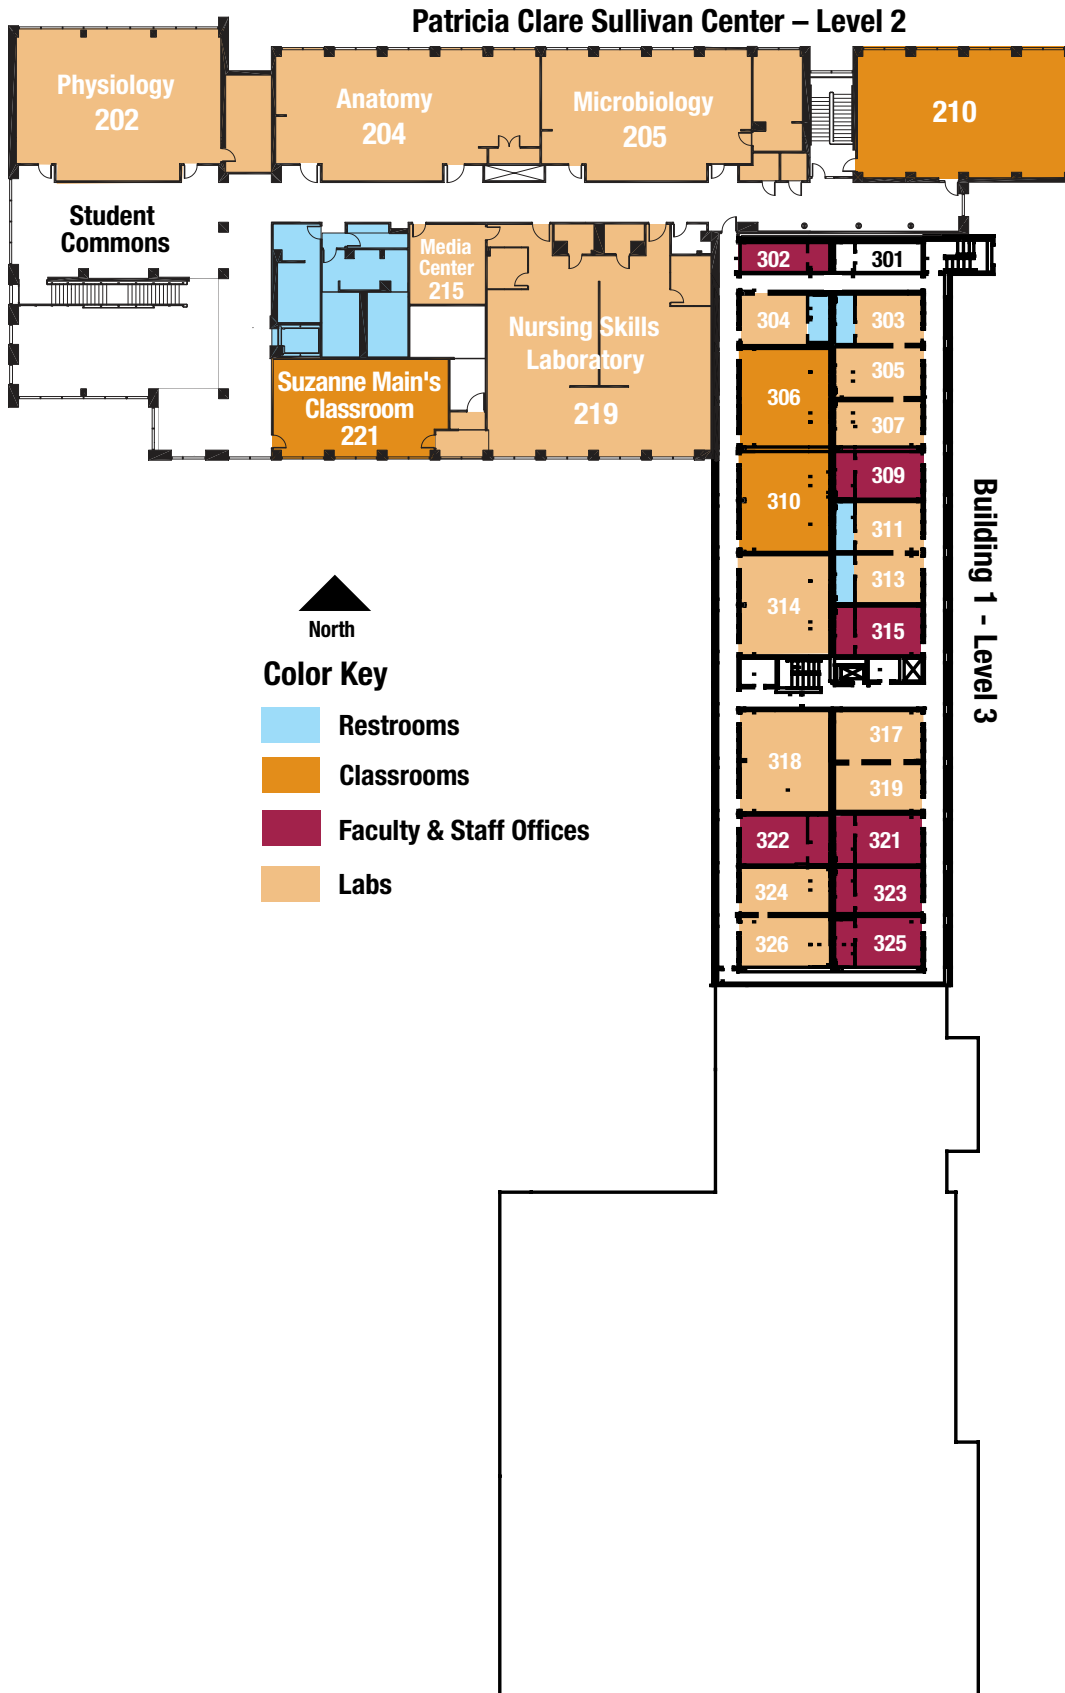 Patricia Clare Sullivan Center – Level 2
Physiology
202
Anatomy
204
Microbiology
205
210
Student
Commons
Media
Center
215
Nursing Skills
Laboratory
219
Suzanne Main's
Classroom
221
302
301
304
303
305
306
307
309
310
311
313
314
315
317
318
319
322
321
324
323
326
325
Building 1 - Level 3
North
Color Key
Restrooms
Classrooms
Faculty & Staff Offices
Labs